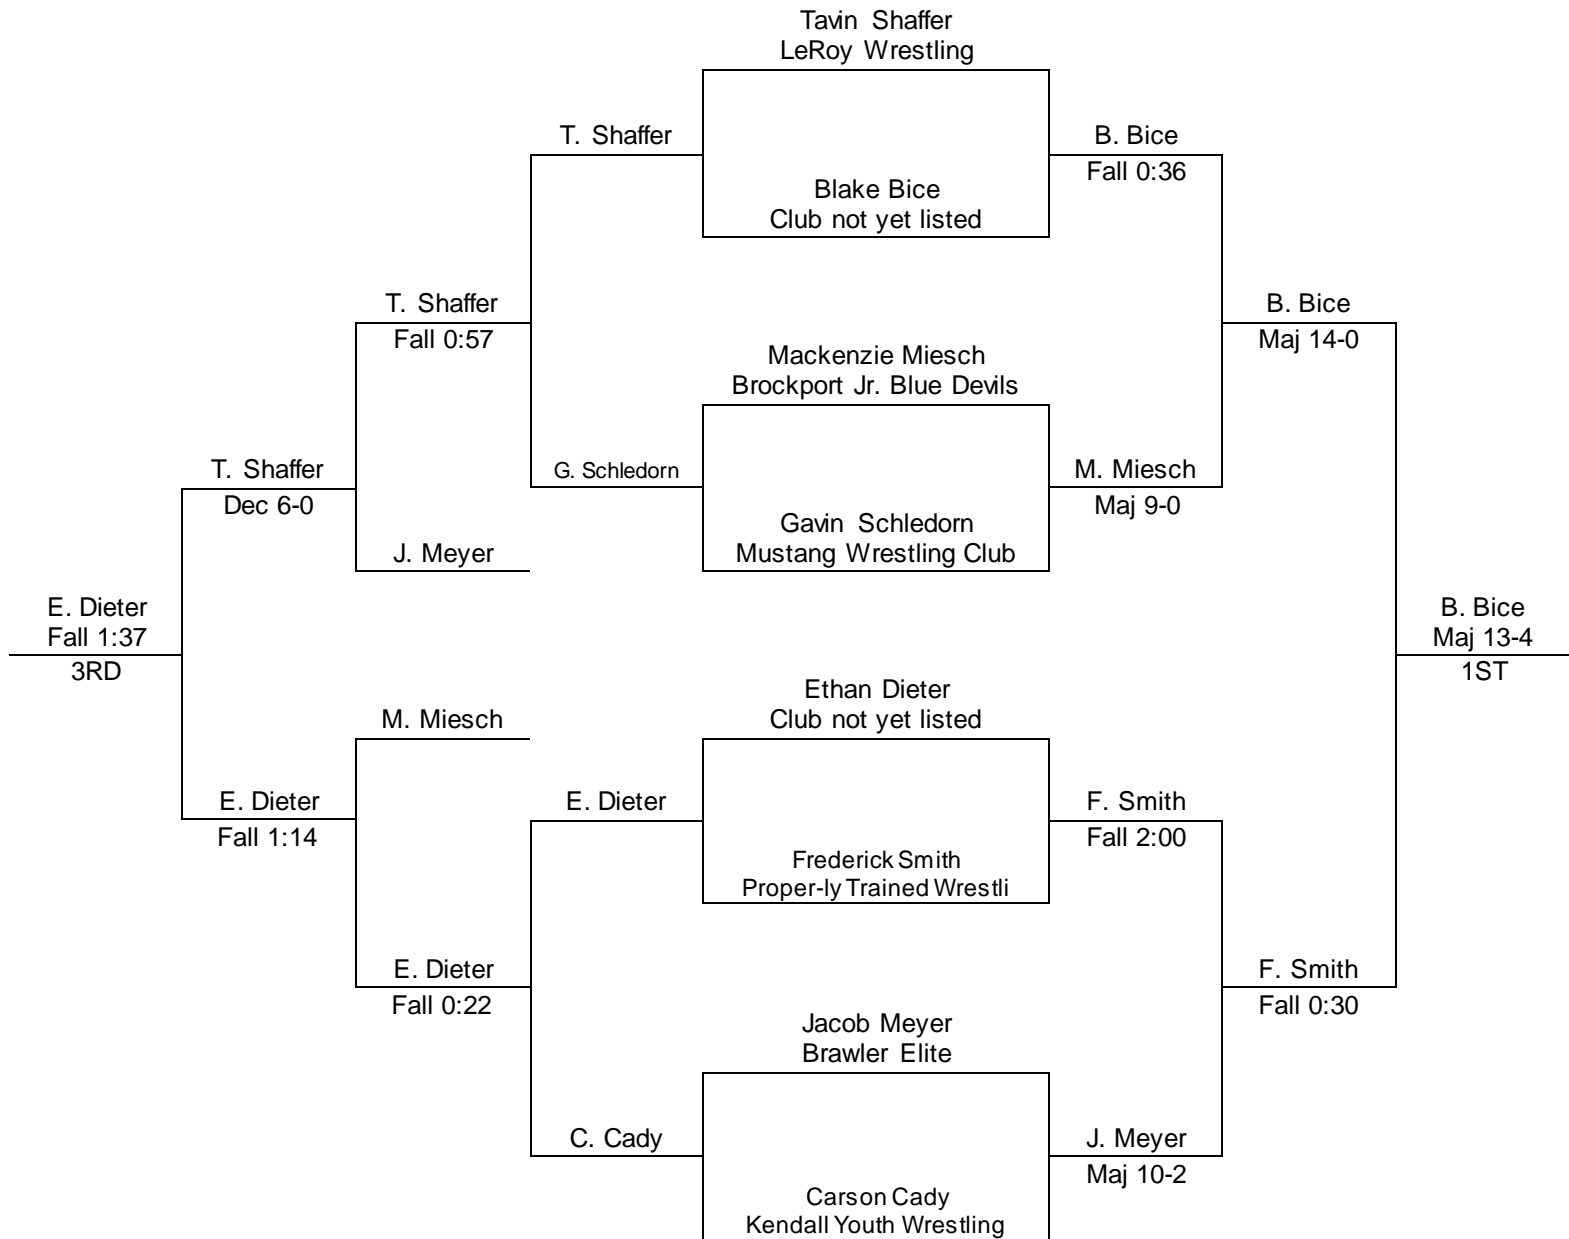 Tavin Shaffer
LeRoy Wrestling
T. Shaffer
B. Bice
Fall 0:36
Blake Bice
Club not yet listed
T. Shaffer
Fall 0:57
B. Bice
Maj 14-0
Mackenzie Miesch
Brockport Jr. Blue Devils
T. Shaffer
Dec 6-0
G. Schledorn
M. Miesch
Maj 9-0
Gavin Schledorn
Mustang Wrestling Club
J. Meyer
E. Dieter
Fall 1:37
3RD
B. Bice
Maj 13-4
1ST
Ethan Dieter
Club not yet listed
M. Miesch
E. Dieter
Fall 1:14
E. Dieter
F. Smith
Fall 2:00
Frederick Smith
Proper-ly Trained Wrestli
E. Dieter
Fall 0:22
F. Smith
Fall 0:30
Jacob Meyer
Brawler Elite
C. Cady
J. Meyer
Maj 10-2
Carson Cady
Kendall Youth Wrestling